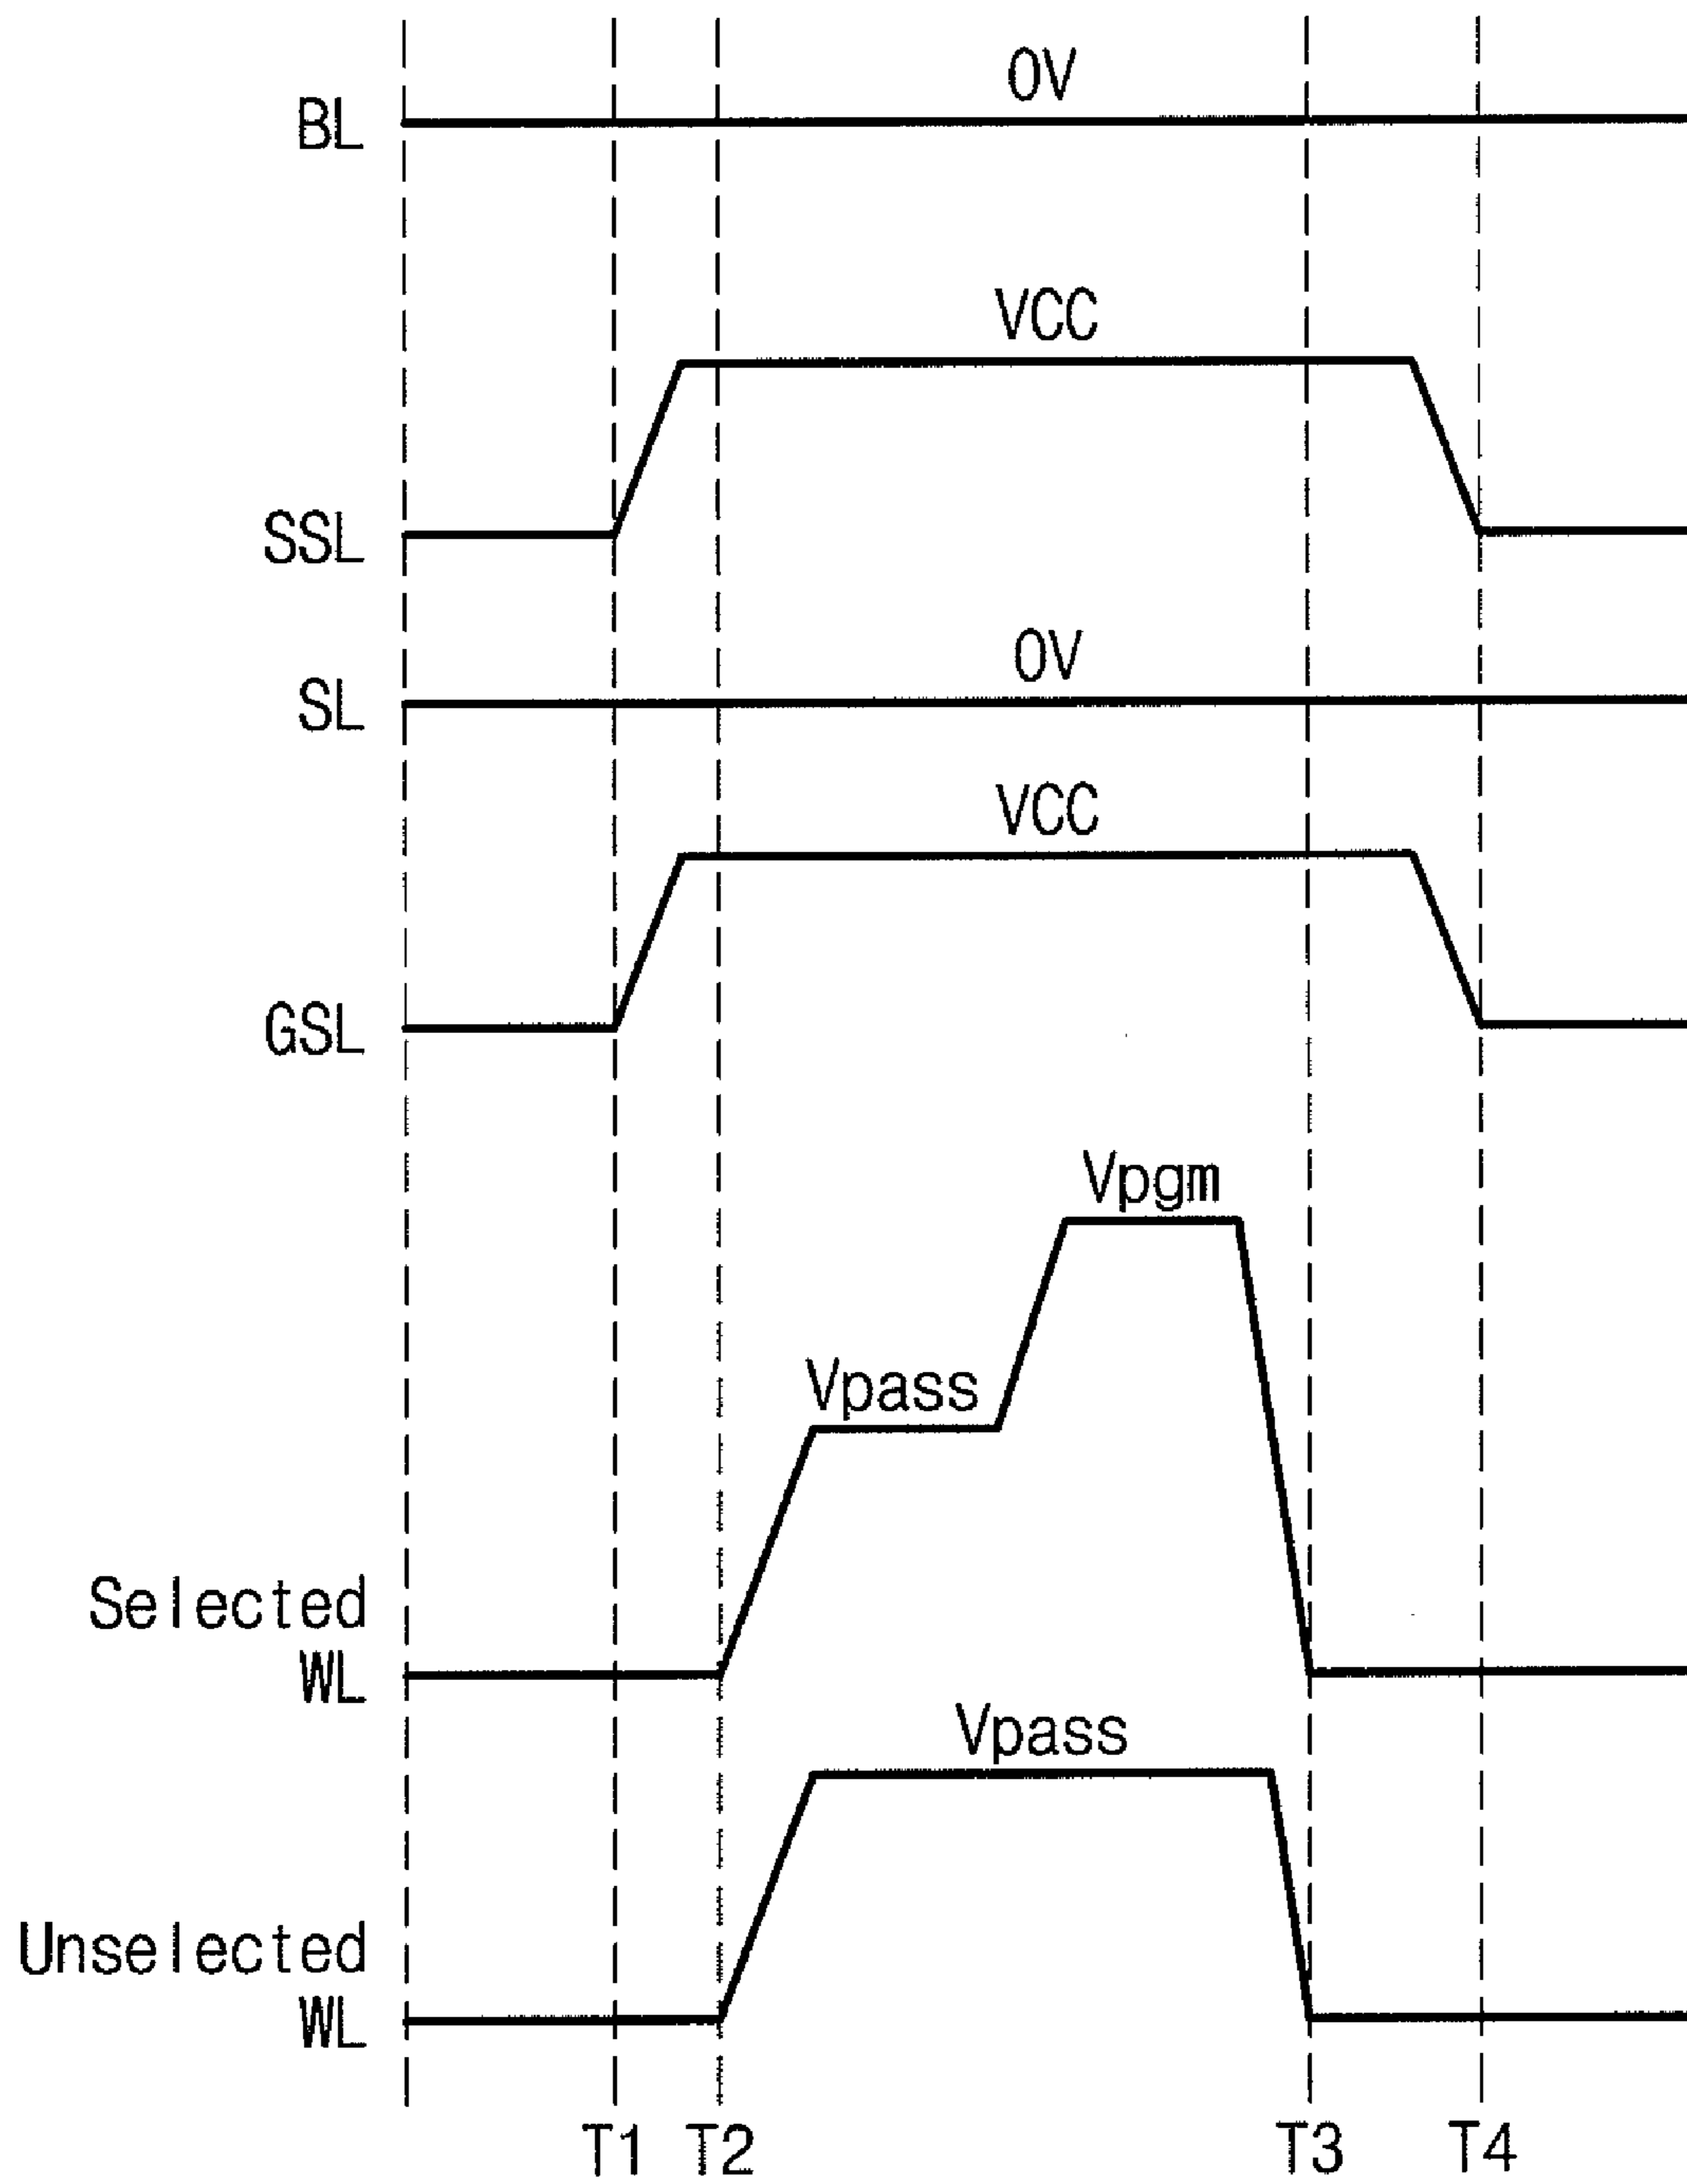 0V
BL
VCC
SSL
0V
SL
VCC
GSL
Vpgm
Vpass
Selected
WL
Vpass
Unselected
WL
T1 T2 T3 T4